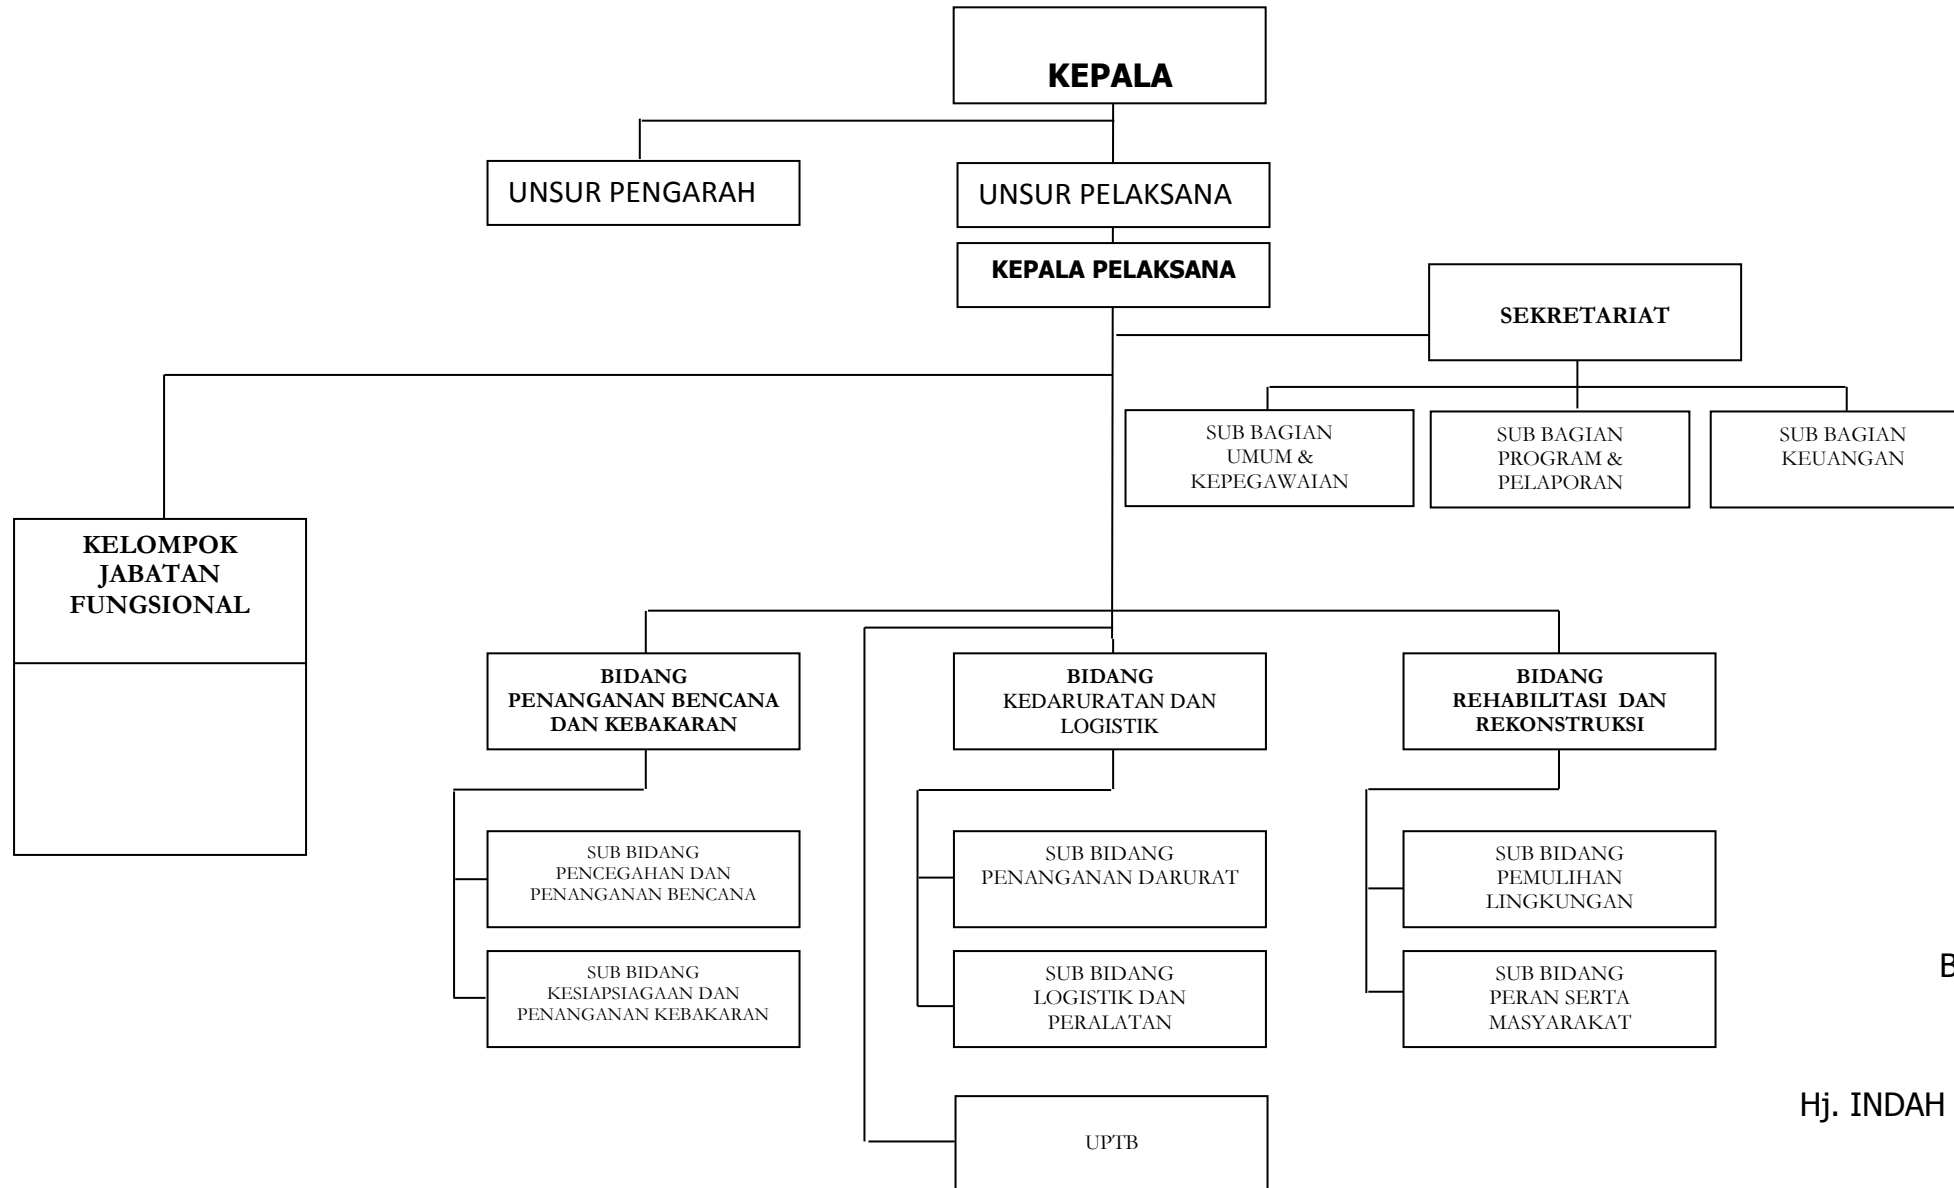 KEPALA
UNSUR PENGARAH
UNSUR PELAKSANA
KEPALA PELAKSANA
SEKRETARIAT
SUB BAGIAN
UMUM &
KEPEGAWAIAN
SUB BAGIAN
PROGRAM &
PELAPORAN
SUB BAGIAN
KEUANGAN
KELOMPOK
JABATAN
FUNGSIONAL
BIDANG
PENANGANAN BENCANA
DAN KEBAKARAN
BIDANG
KEDARURATAN DAN
LOGISTIK
BIDANG
REHABILITASI DAN
REKONSTRUKSI
SUB BIDANG
PENCEGAHAN DAN
PENANGANAN BENCANA
SUB BIDANG
PENANGANAN DARURAT
SUB BIDANG
PEMULIHAN
LINGKUNGAN
SUB BIDANG
KESIAPSIAGAAN DAN
PENANGANAN KEBAKARAN
SUB BIDANG
LOGISTIK DAN
PERALATAN
SUB BIDANG
PERAN SERTA
MASYARAKAT
B
Hj. INDAH
UPTB